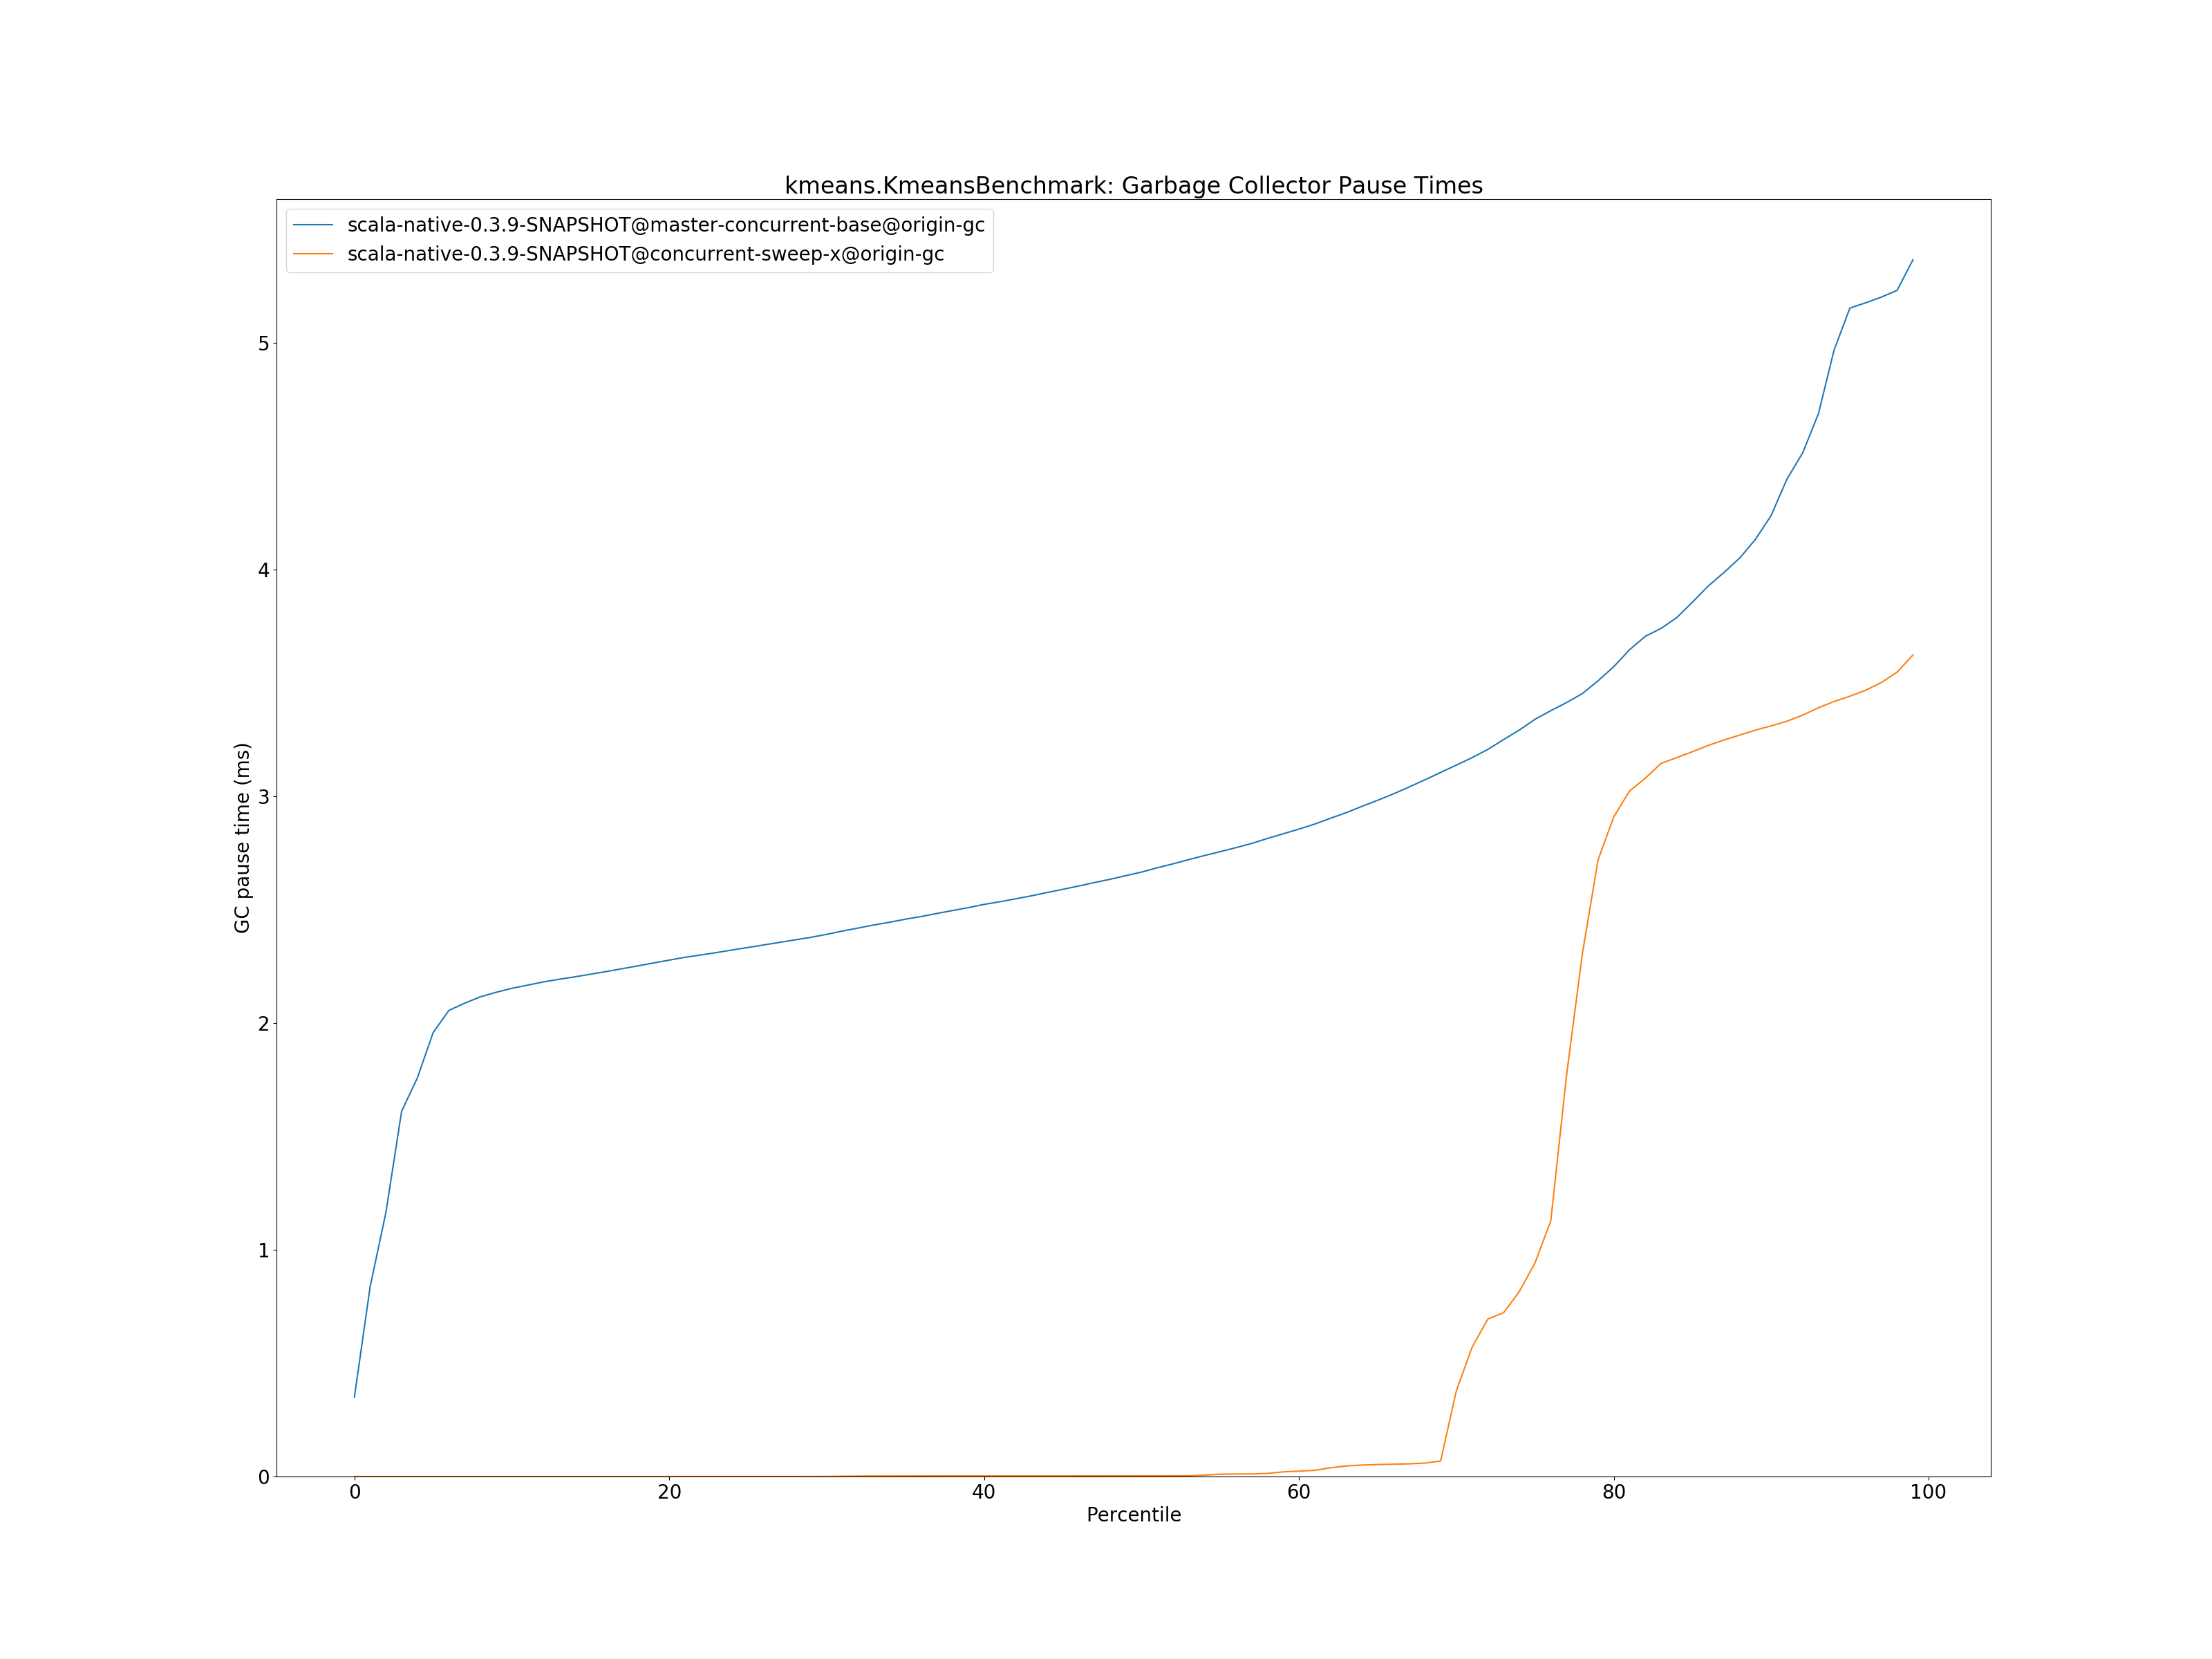 kmeans.KmeansBenchmark: Garbage Collector Pause Times
scala-native-0.3.9-SNAPSHOT@master-concurrent-base@origin-gc
scala-native-0.3.9-SNAPSHOT@concurrent-sweep-x@origin-gc
GC pause time (ms)
5
4
3
2
1
0
0 20 40 60 80 100
Percentile